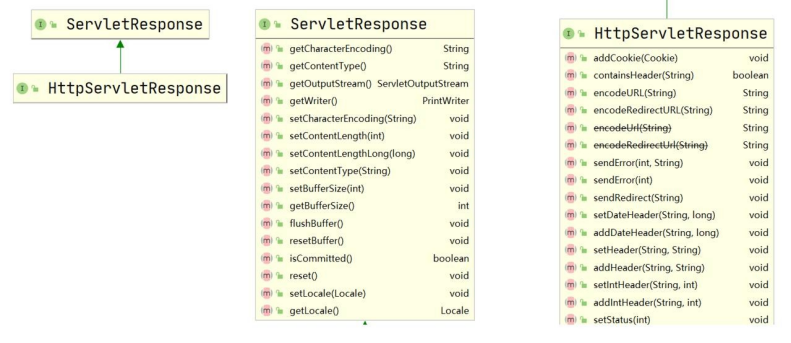 ServletResponse
HttpServletResponse
ServletResponse
getCharacterEncoding() String
getContentType() String
getOutputStream() ServletOutputStream
getWriter() PrintWriter
setCharacterEncoding(String) void
setContentLength(int) void
setContentLengthLong(long) void
setContentType(String) void
setBufferSize(int) void
getBufferSize() int
flushBuffer() void
resetBuffer() void
isCommitted() boolean
reset() void
setLocale(Locale) void
getLocale() Locale
HttpServletResponse
addCookie(Cookie) void
containsHeader(String) boolean
encodeURL(String) String
encodeRedirectURL(String) String
encodeUrl(String) String
encodeRedirectUrl(String) String
sendError(int, String) void
sendError(int) void
sendRedirect(String) void
setDateHeader(String, long) void
addDateHeader(String, long) void
setHeader(String, String) void
addHeader(String, String) void
setIntHeader(String, int) void
addIntHeader(String, int) void
setStatus(int) void